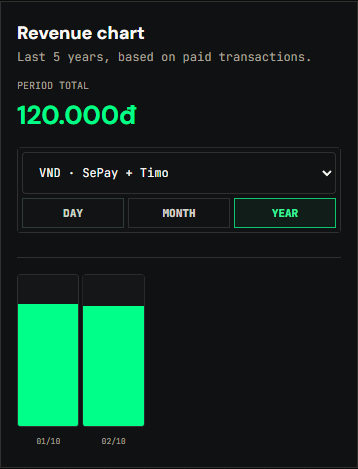 Revenue chart
Last 5 years, based on paid transactions.
PERIOD TOTAL
120.000đ
VND · SePay + Timo
DAY MONTH YEAR
01/10 02/10